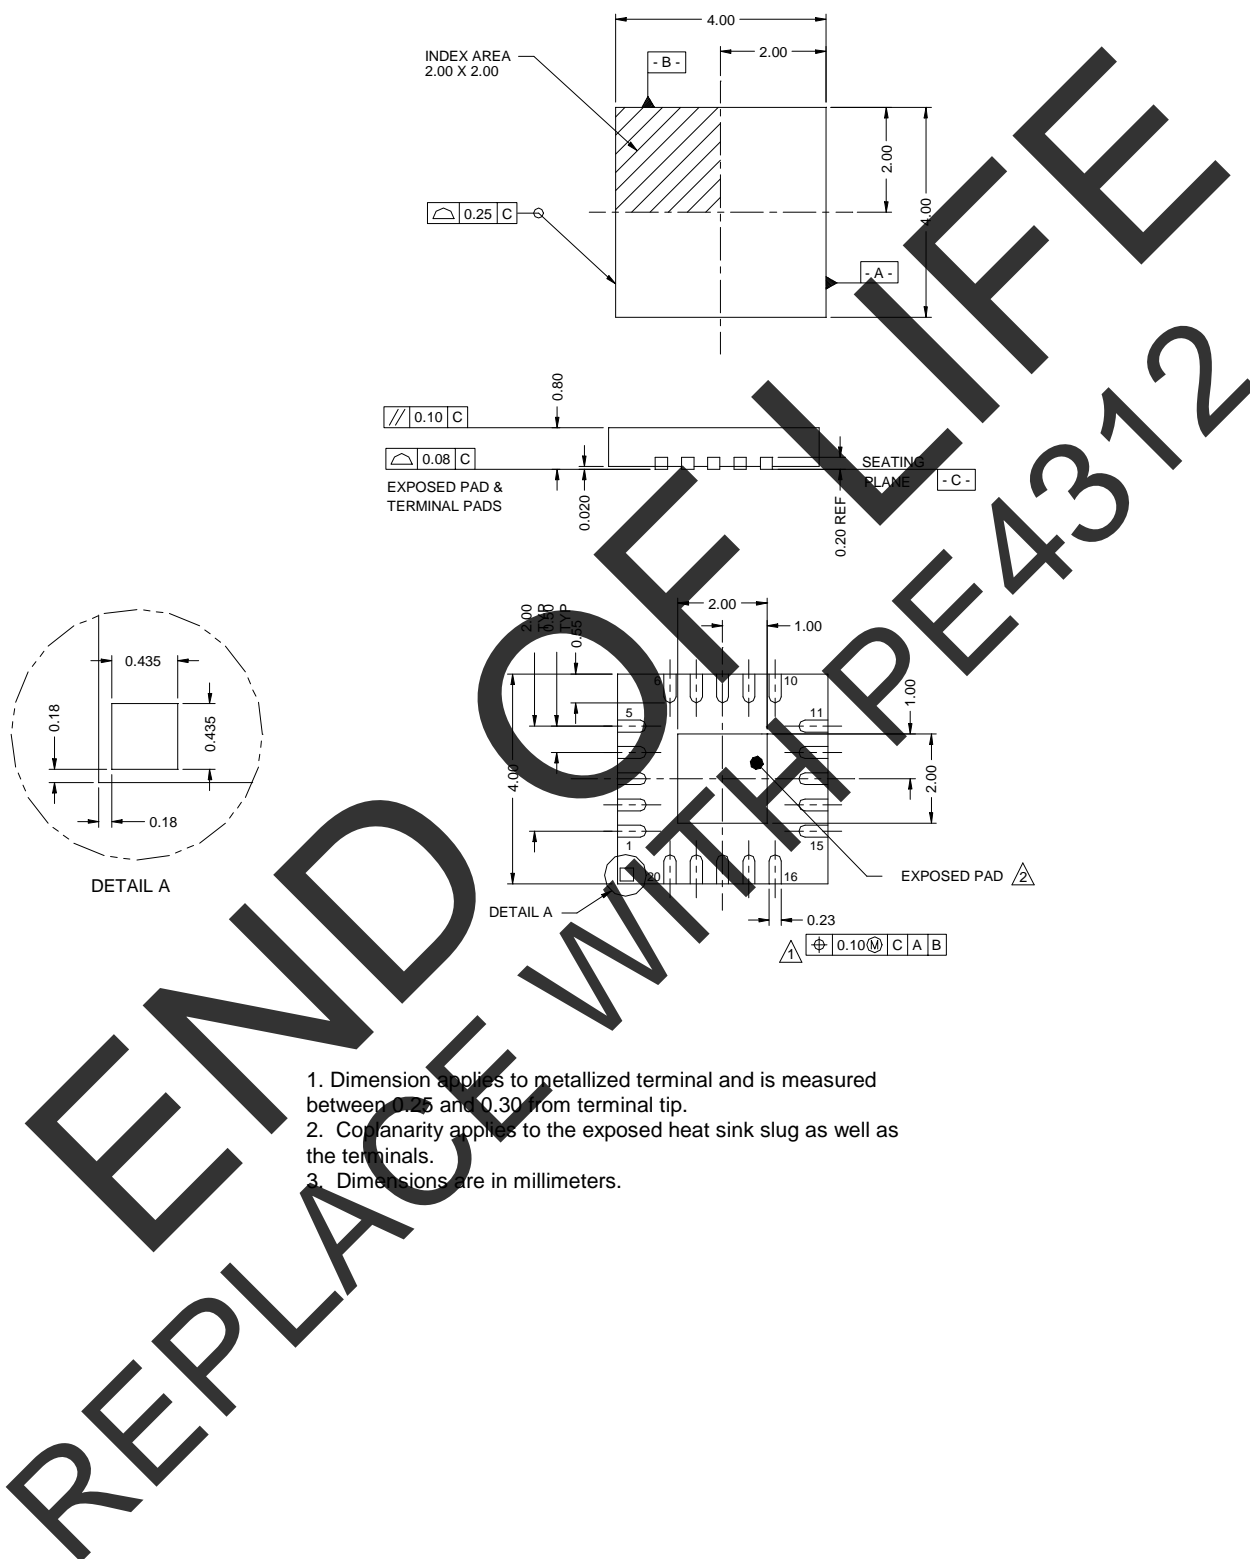 4.00
2.00
INDEX AREA
2.00 X 2.00
- B -
2.00
4.00
0.25 C
- A -
0.80
// 0.10 C
0.08 C
EXPOSED PAD &
TERMINAL PADS
0.020
SEATING
PLANE
- C -
0.20 REF
2.00
TYP
0.50
TYP
0.55
2.00
1.00
0.435
0.18
0.435
0.18
DETAIL A
6
10
5
11
1.00
4.00
2.00
1
15
20
16
EXPOSED PAD 2
DETAIL A
0.23
1
0.10 M C A B
1. Dimension applies to metallized terminal and is measured
between 0.25 and 0.30 from terminal tip.
2. Coplanarity applies to the exposed heat sink slug as well as
the terminals.
3. Dimensions are in millimeters.
END OF LIFE
REPLACE WITH PE4312